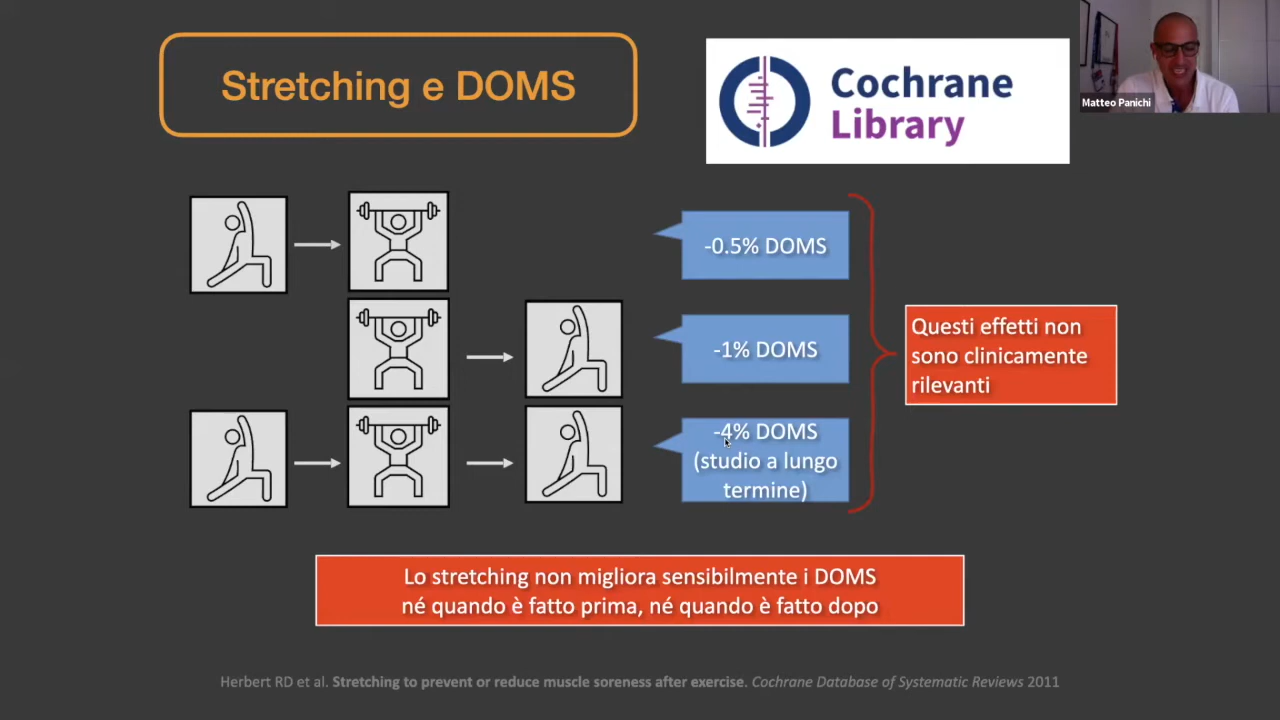 Stretching e DOMS
Cochrane
Library
Matteo Panichi
-0.5% DOMS
-1% DOMS
-4% DOMS
(studio a lungo
termine)
Questi effetti non
sono clinicamente
rilevanti
Lo stretching non migliora sensibilmente i DOMS
né quando è fatto prima, né quando è fatto dopo
Herbert RD et al. Stretching to prevent or reduce muscle soreness after exercise. Cochrane Database of Systematic Reviews 2011